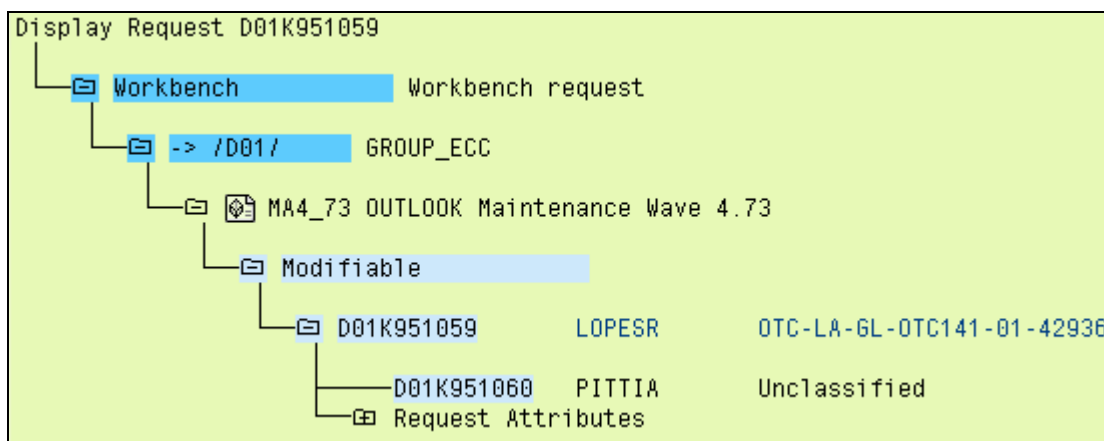 Display Request D01K951059
Workbench Workbench request
-> /D01/ GROUP_ECC
MA4_73 OUTLOOK Maintenance Wave 4.73
Modifiable
D01K951059 LOPESR OTC-LA-GL-OTC141-01-42936
D01K951060 PITTIA Unclassified
Request Attributes